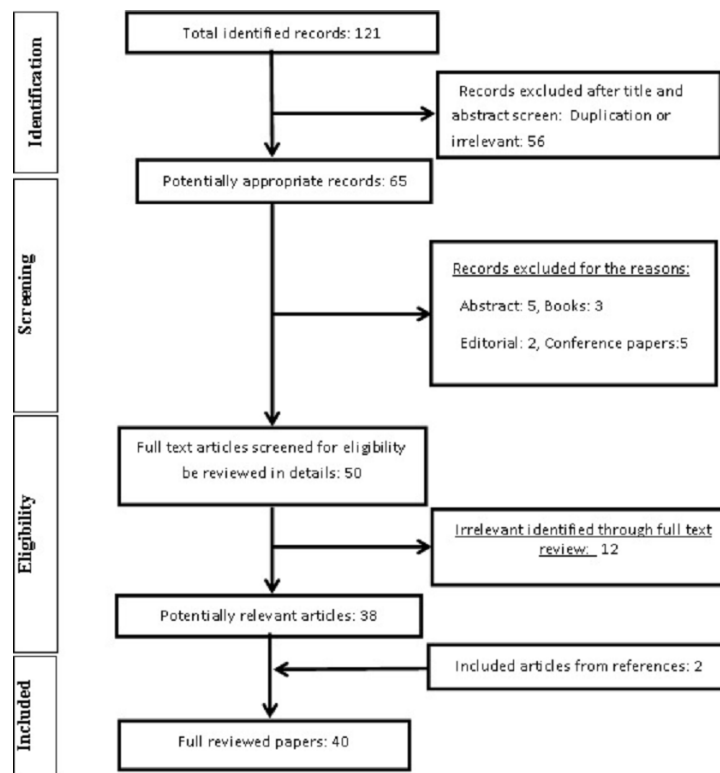 Identification
Total identified records: 121
Records excluded after title and
abstract screen: Duplication or
irrelevant: 56
Potentially appropriate records: 65
Screening
Records excluded for the reasons:
Abstract: 5, Books: 3
Editorial: 2, Conference papers:5
Eligibility
Full text articles screened for eligibility
be reviewed in details: 50
Irrelevant identified through full text
review: 12
Potentially relevant articles: 38
Included
Included articles from references: 2
Full reviewed papers: 40